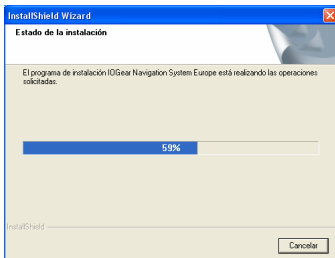 InstallShield Wizard
Estado de la instalación
El programa de instalación IOGear Navigation System Europe está realizando las operaciones
solicitadas.
59%
InstallShield
Cancelar